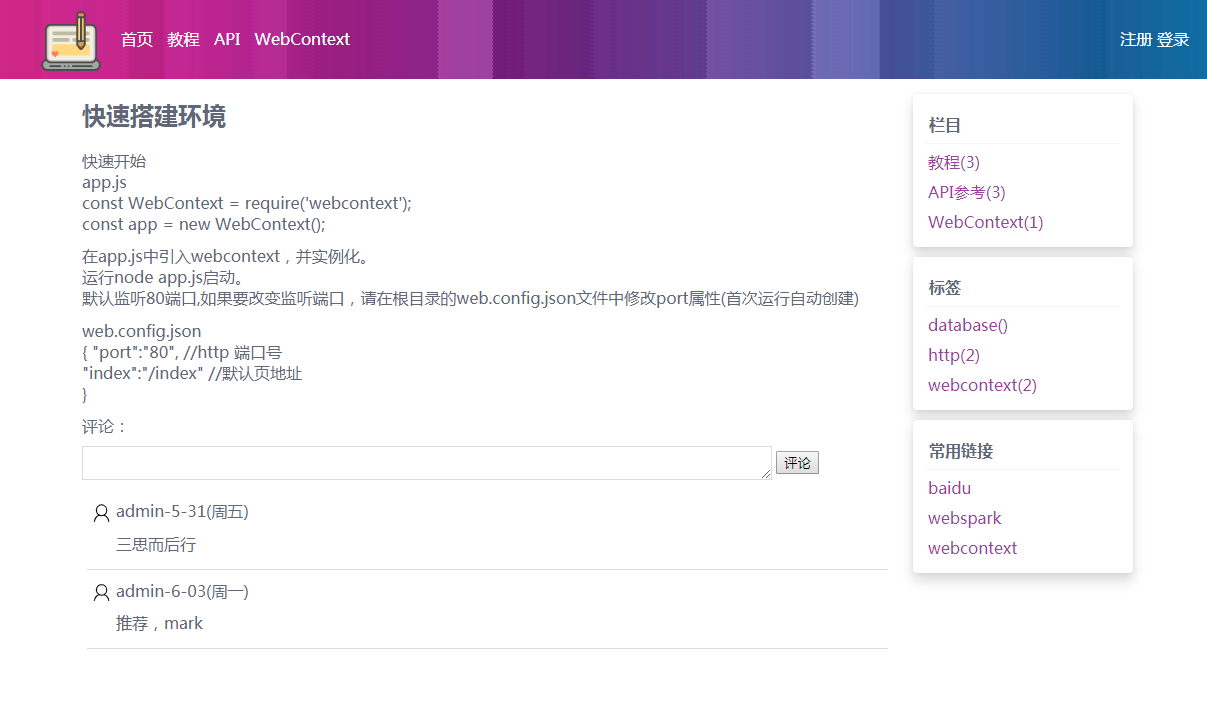 首页 教程 API WebContext
注册 登录
快速搭建环境
快速开始
app.js
const WebContext = require('webcontext');
const app = new WebContext();
在app.js中引入webcontext，并实例化。
运行node app.js启动。
默认监听80端口,如果要改变监听端口，请在根目录的web.config.json文件中修改port属性(首次运行自动创建)
web.config.json
{ "port":"80", //http 端口号
"index":"/index" //默认页地址
}
评论：
评论
admin-5-31(周五)
三思而后行
admin-6-03(周一)
推荐，mark
栏目
教程(3)
API参考(3)
WebContext(1)
标签
database()
http(2)
webcontext(2)
常用链接
baidu
webspark
webcontext